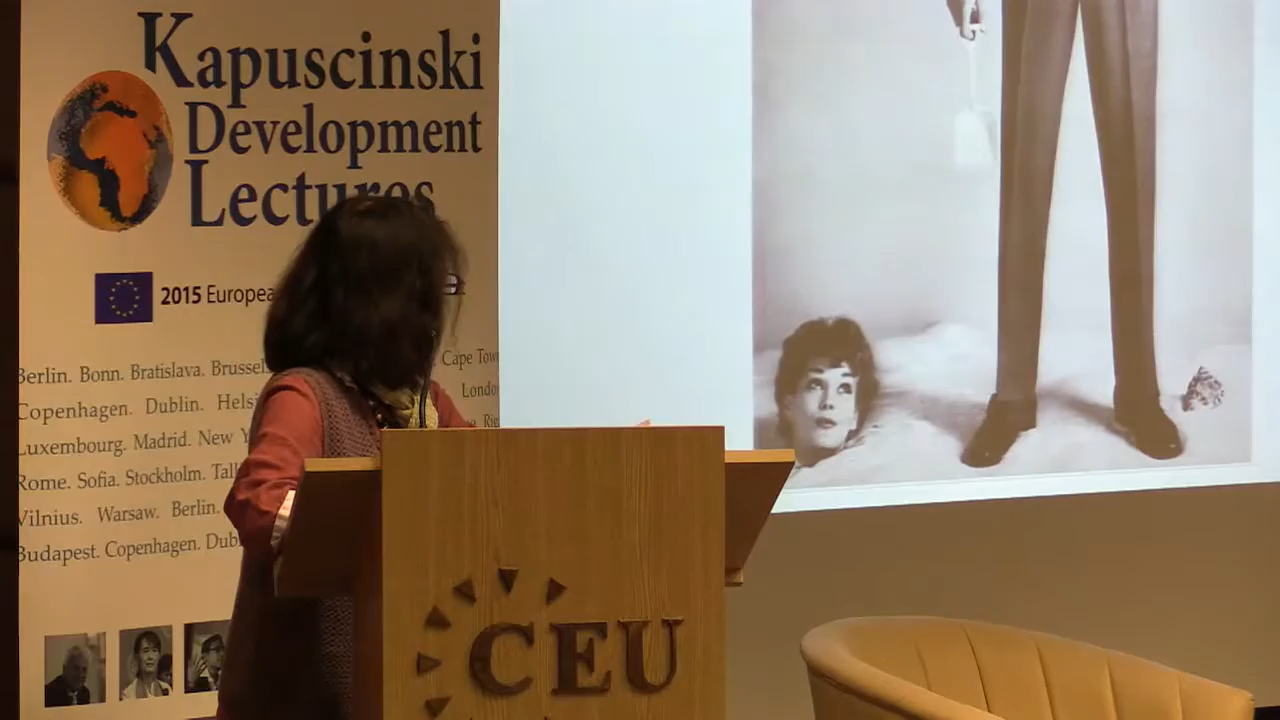 Kapuscinski
Development
Lectures
2015 Europea
Berlin. Bonn. Bratislava. Brussel
Cape Tow
Copenhagen. Dublin. Helsi
Londo
Luxembourg. Madrid. New Y
Rome. Sofia. Stockholm. Tall
Vilnius. Warsaw. Berlin.
Budapest. Copenhagen. Dub
CEU